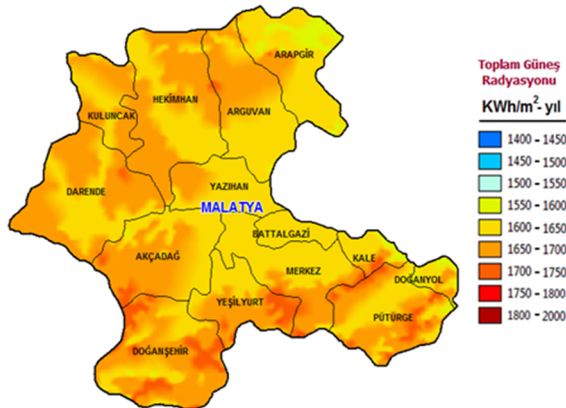 ARAPGİR
HEKİMHAN
ARGUVAN
KULUNCAK
DARENDE
YAZIHAN
MALATYA
BATTALGAZİ
AKÇADAĞ
MERKEZ
KALE
DOĞANYOL
YEŞİLYURT
PÜTÜRGE
DOĞANŞEHİR
Toplam Güneş
Radyasyonu
KWh/m²- yıl
1400 - 1450
1450 - 1500
1500 - 1550
1550 - 1600
1600 - 1650
1650 - 1700
1700 - 1750
1750 - 1800
1800 - 2000